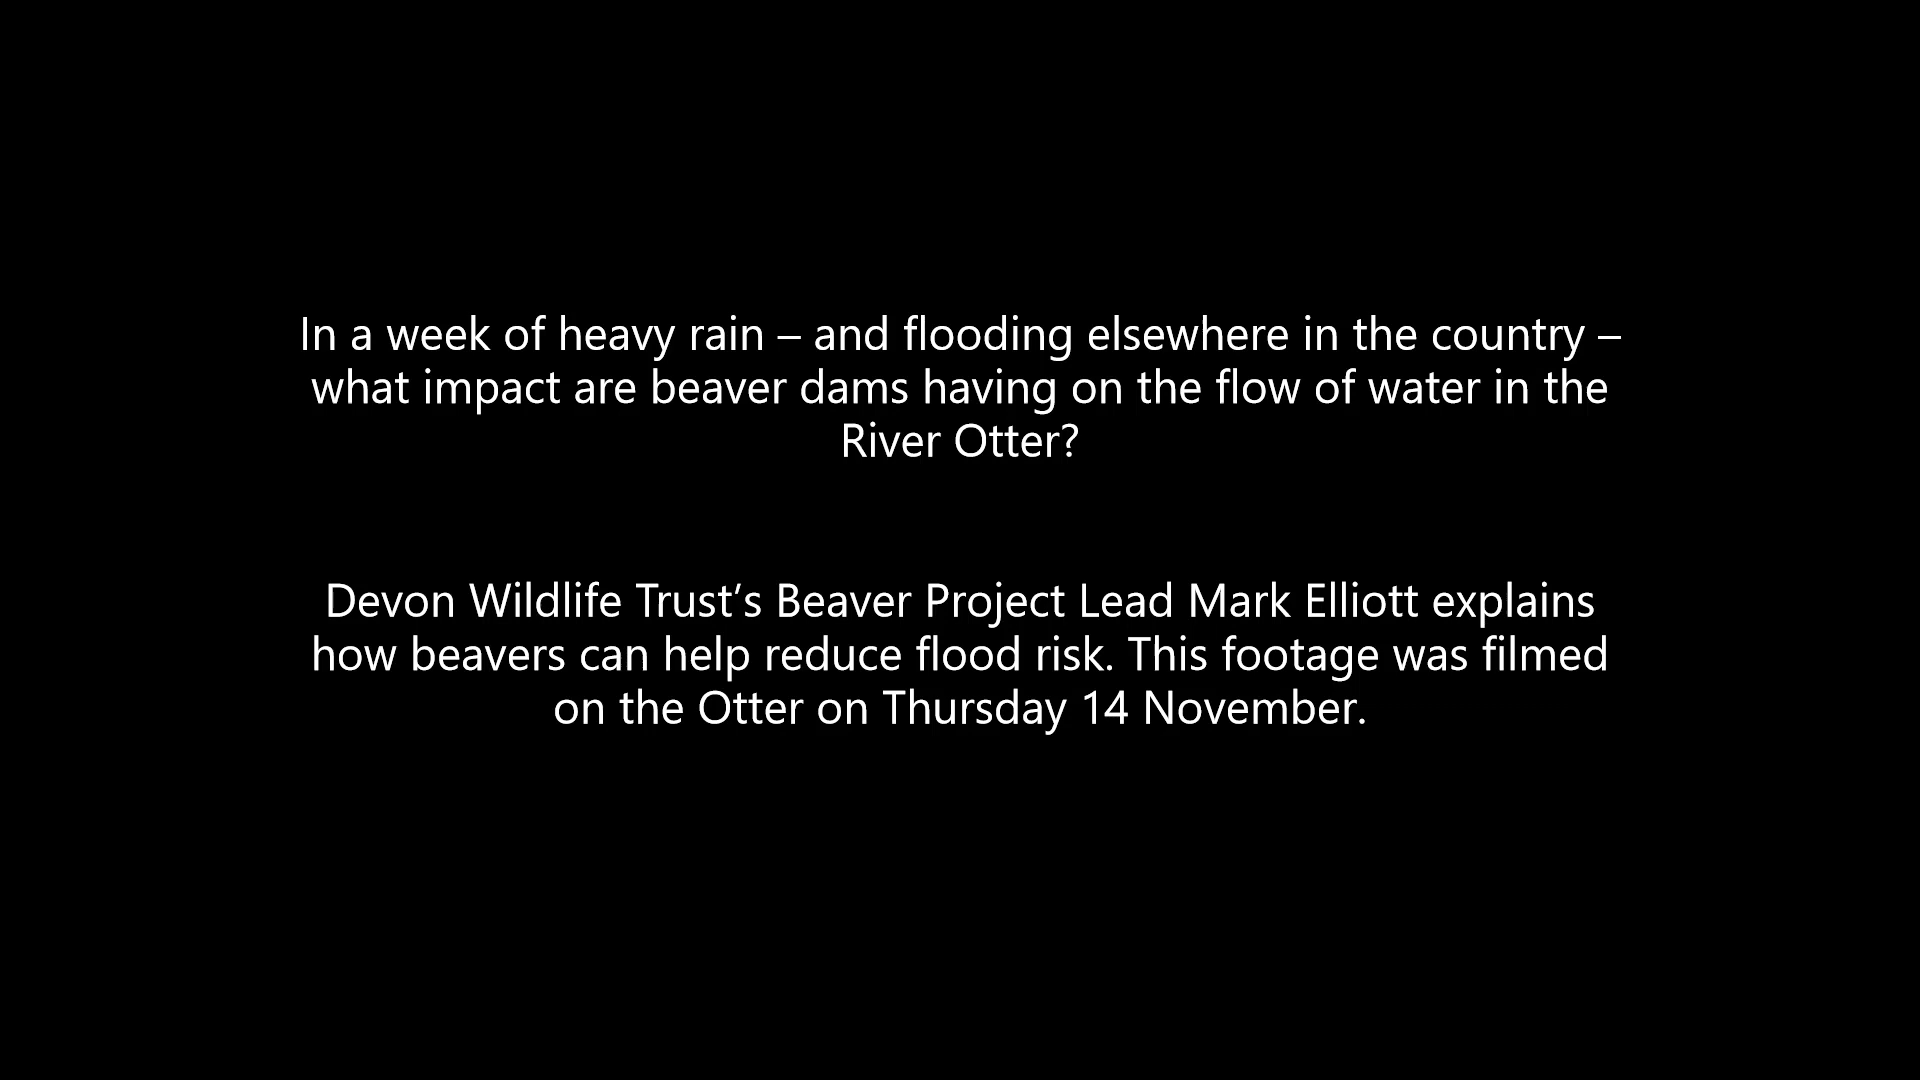 In a week of heavy rain – and flooding elsewhere in the country –
what impact are beaver dams having on the flow of water in the
River Otter?
Devon Wildlife Trust’s Beaver Project Lead Mark Elliott explains
how beavers can help reduce flood risk. This footage was filmed
on the Otter on Thursday 14 November.